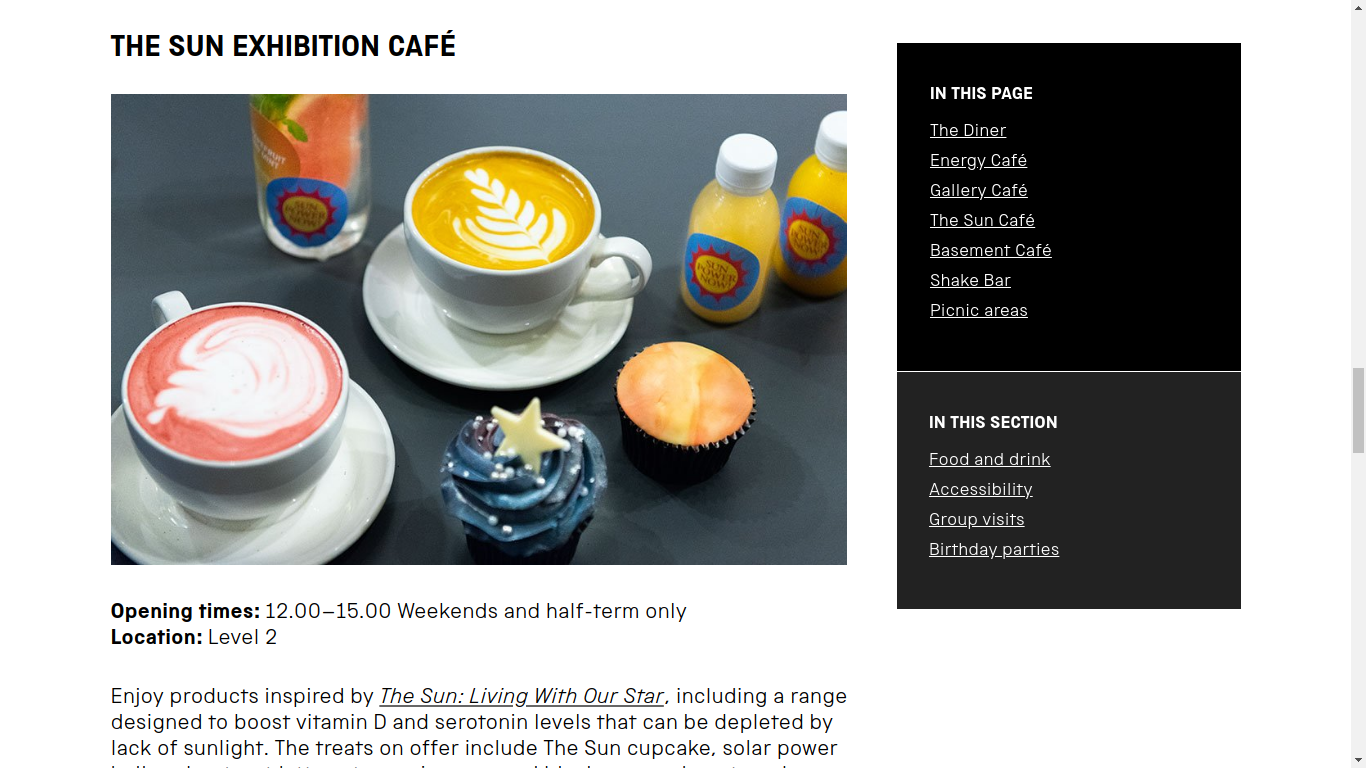 THE SUN EXHIBITION CAFÉ
SUN
POWER
NOW!
SUN
POWER
NOW!
SUN
POWER
NOW!
Opening times: 12.00–15.00 Weekends and half-term only
Location: Level 2
Enjoy products inspired by The Sun: Living With Our Star, including a range
designed to boost vitamin D and serotonin levels that can be depleted by
lack of sunlight. The treats on offer include The Sun cupcake, solar power
IN THIS PAGE
The Diner
Energy Café
Gallery Café
The Sun Café
Basement Café
Shake Bar
Picnic areas
IN THIS SECTION
Food and drink
Accessibility
Group visits
Birthday parties